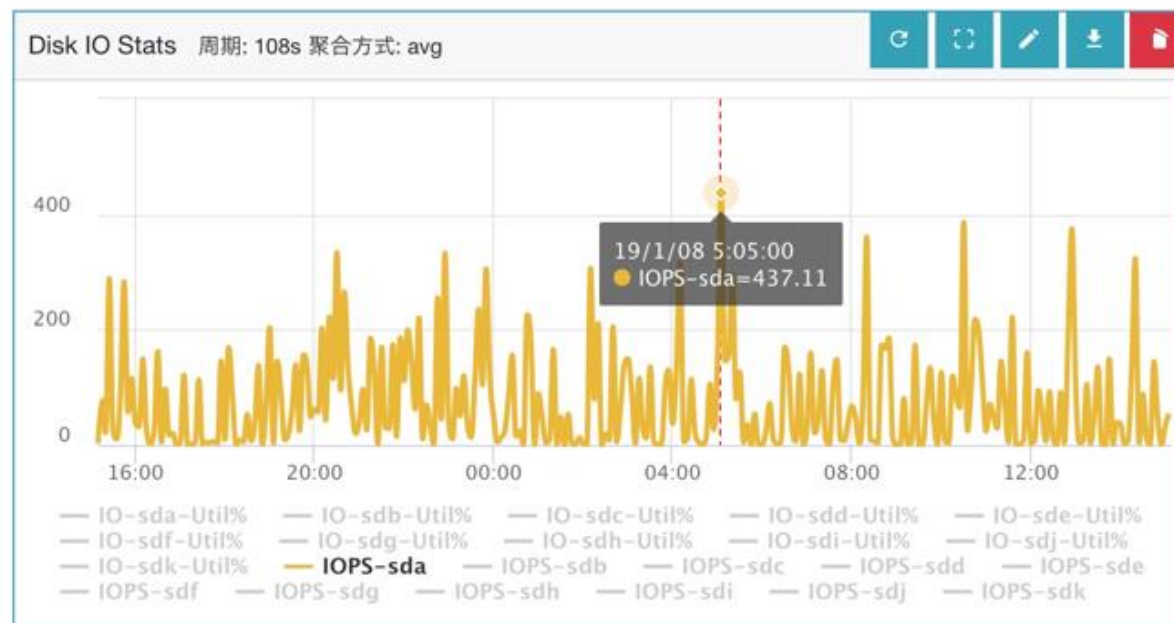 Disk IO Stats 周期: 108s 聚合方式: avg
400
19/1/08 5:05:00
IOPS-sda=437.11
200
0
16:00 20:00 00:00 04:00 08:00 12:00
IO-sda-Util% IO-sdb-Util% IO-sdc-Util% IO-sdd-Util% IO-sde-Util%
IO-sdf-Util% IO-sdg-Util% IO-sdh-Util% IO-sdi-Util% IO-sdj-Util%
IO-sdk-Util% IOPS-sda IOPS-sdb IOPS-sdc IOPS-sdd IOPS-sde
IOPS-sdf IOPS-sdg IOPS-sdh IOPS-sdi IOPS-sdj IOPS-sdk